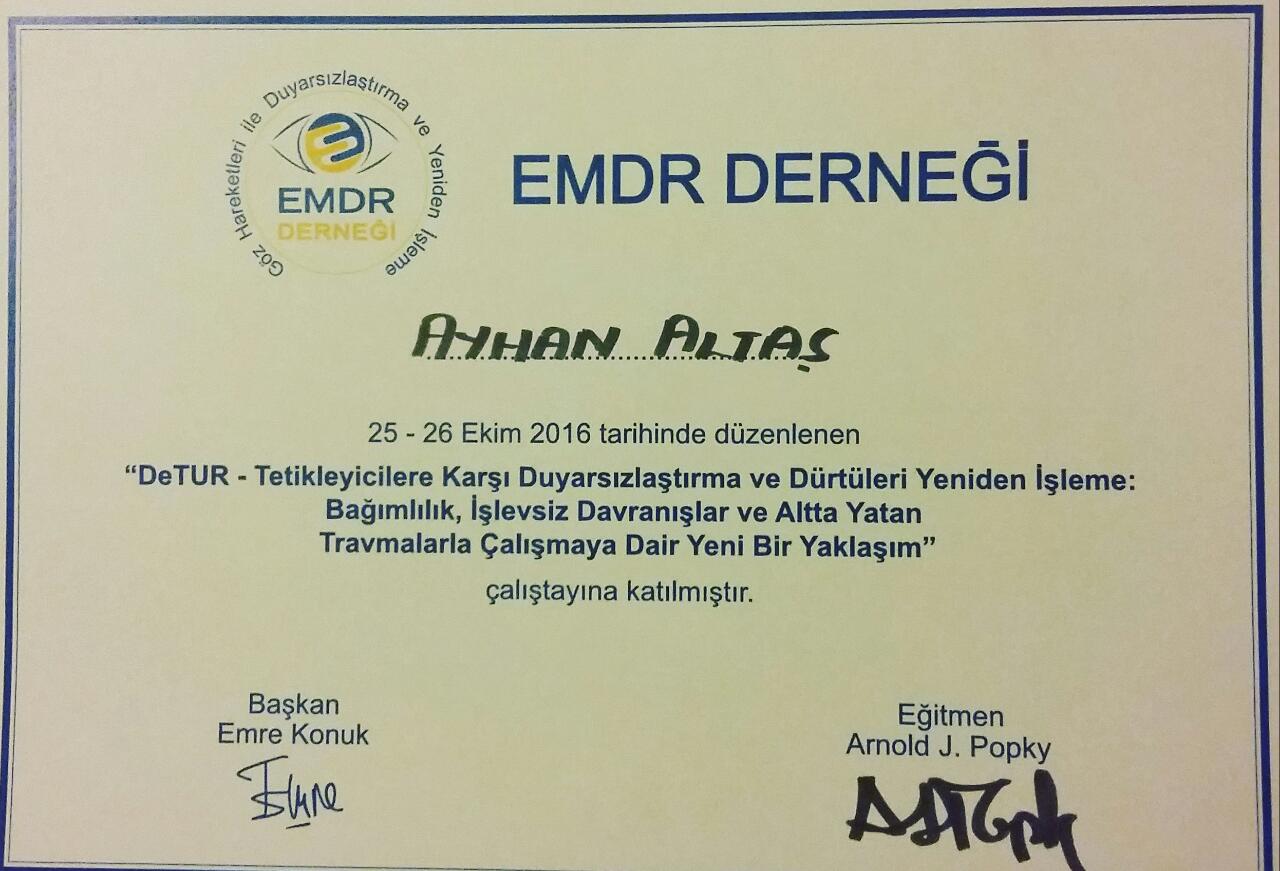 Göz Hareketleri ile Duyarsızlaştırma ve Yeniden İşleme
EMDR
DERNEĞİ
EMDR DERNEĞİ
AYHAN ALTAŞ
25 - 26 Ekim 2016 tarihinde düzenlenen
“DeTUR - Tetikleyicilere Karşı Duyarsızlaştırma ve Dürtüleri Yeniden İşleme:
Bağımlılık, İşlevsiz Davranışlar ve Altta Yatan
Travmalarla Çalışmaya Dair Yeni Bir Yaklaşım”
çalıştayına katılmıştır.
Başkan
Emre Konuk
Eğitmen
Arnold J. Popky